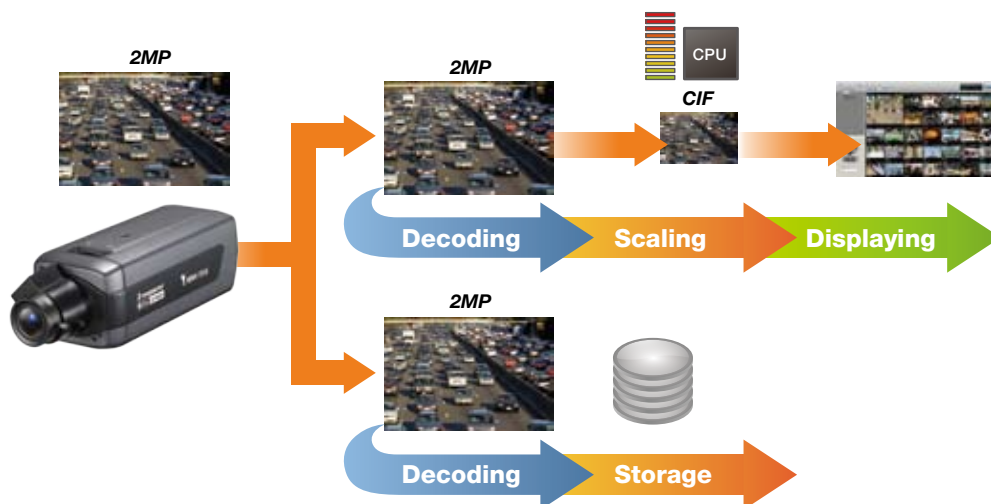 2MP
2MP
CPU
CIF
Decoding
Scaling
Displaying
2MP
Decoding
Storage